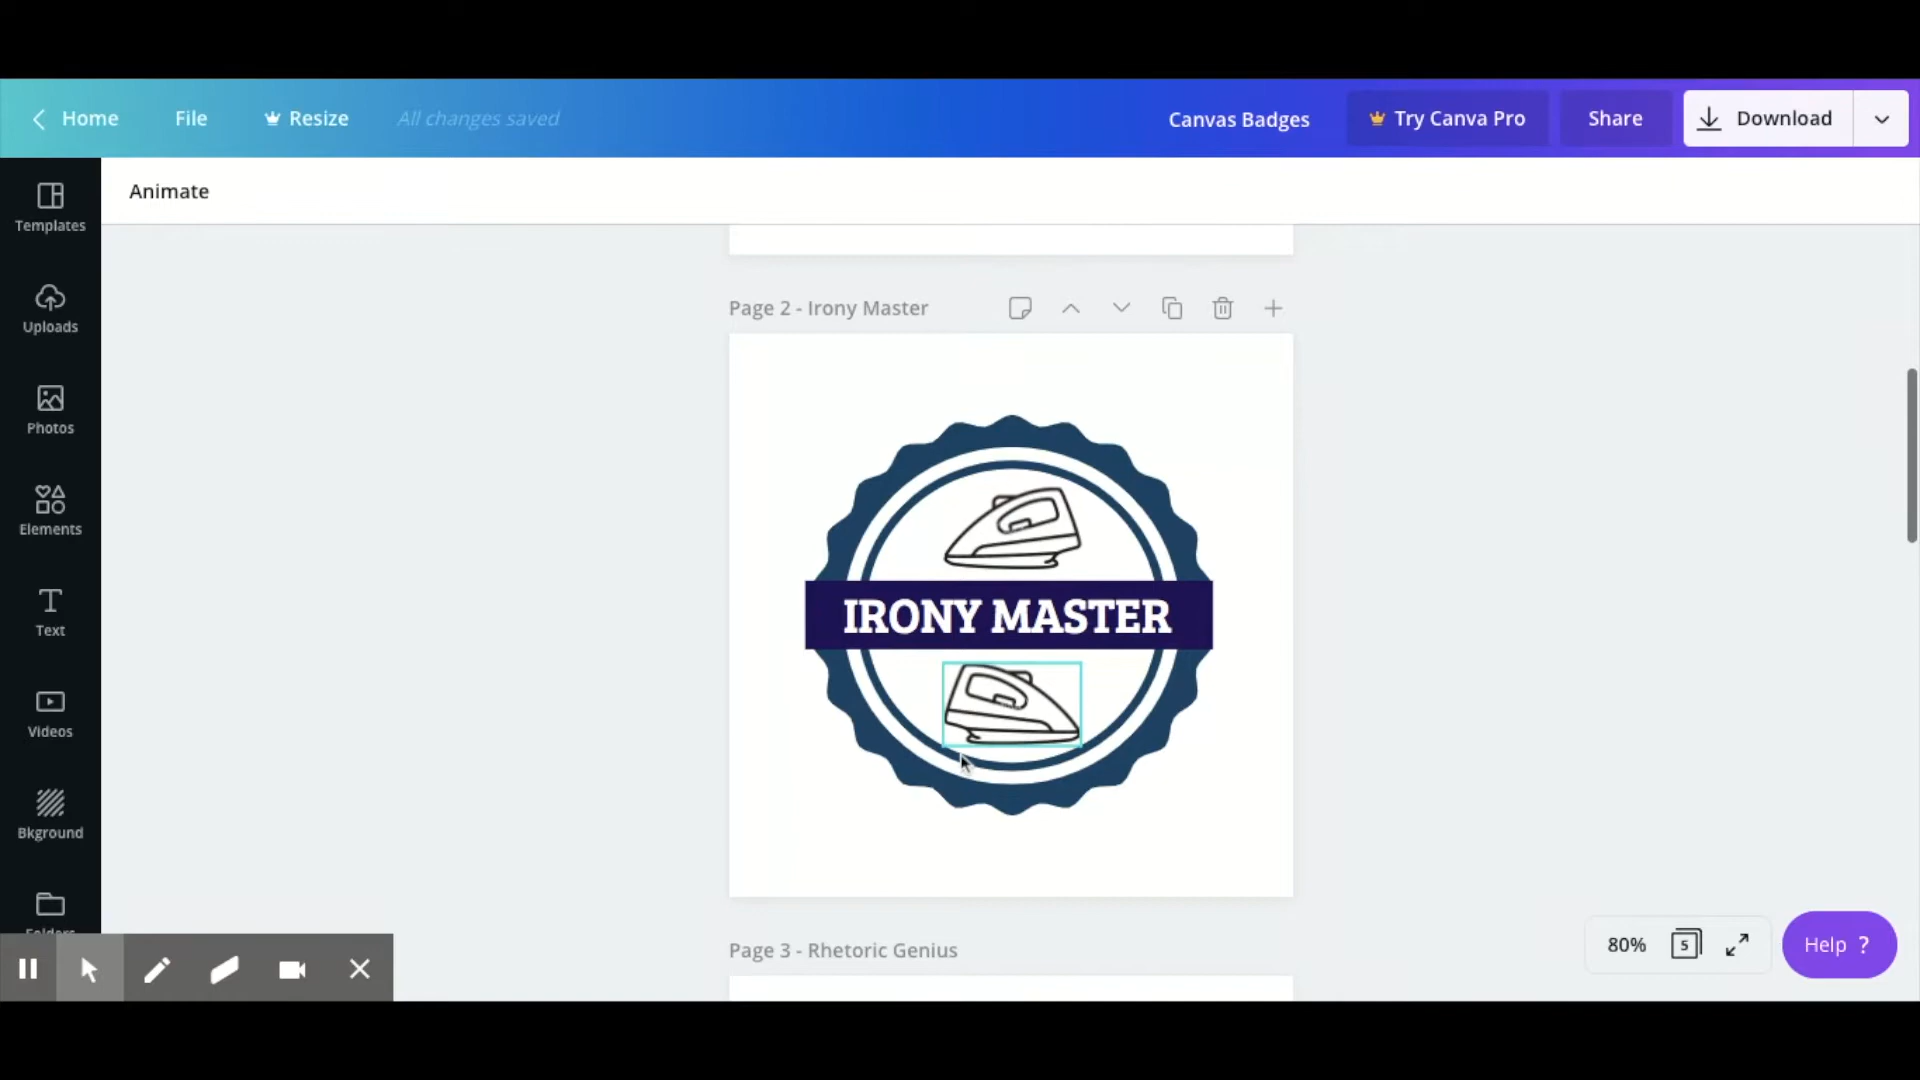 Home
File
Resize
All changes saved
Canvas Badges
Try Canva Pro
Share
Download
Animate
Templates
Uploads
Photos
Elements
Text
Videos
Bkground
Folders
Page 2 - Irony Master
IRONY MASTER
Page 3 - Rhetoric Genius
80%
5
Help ?